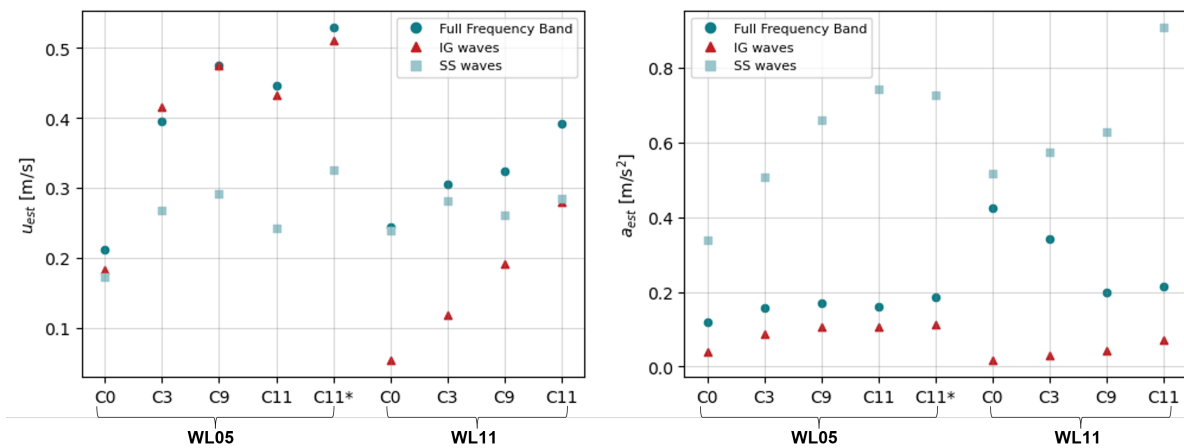 Full Frequency Band
IG waves
SS waves
0.5
0.4
0.3
0.2
0.1
u_est [m/s]
C0 C3 C9 C11 C11* C0 C3 C9 C11
WL05 WL11
Full Frequency Band
IG waves
SS waves
0.8
0.6
0.4
0.2
0.0
a_est [m/s²]
C0 C3 C9 C11 C11* C0 C3 C9 C11
WL05 WL11